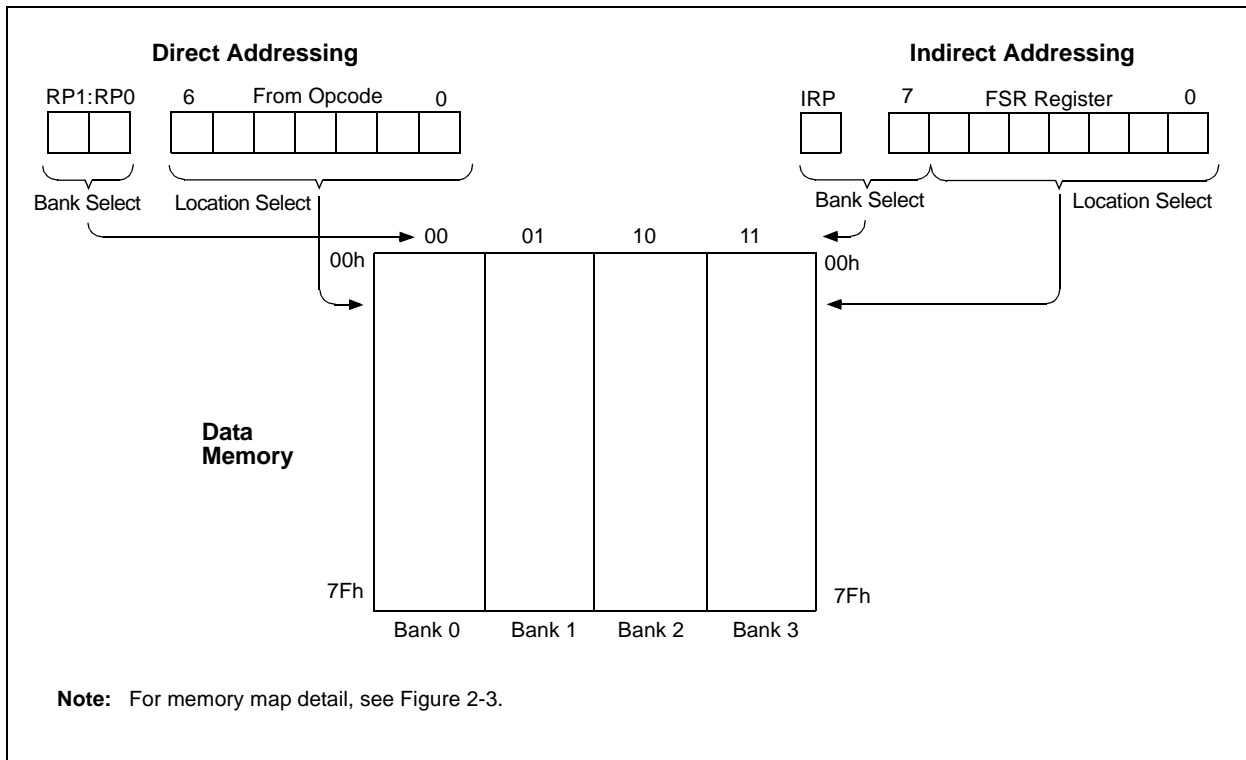 Direct Addressing
Indirect Addressing
RP1:RP0 6 From Opcode 0
IRP 7 FSR Register 0
Bank Select Location Select
Bank Select Location Select
00 01 10 11
00h 00h
Data
Memory
7Fh 7Fh
Bank 0 Bank 1 Bank 2 Bank 3
Note: For memory map detail, see Figure 2-3.